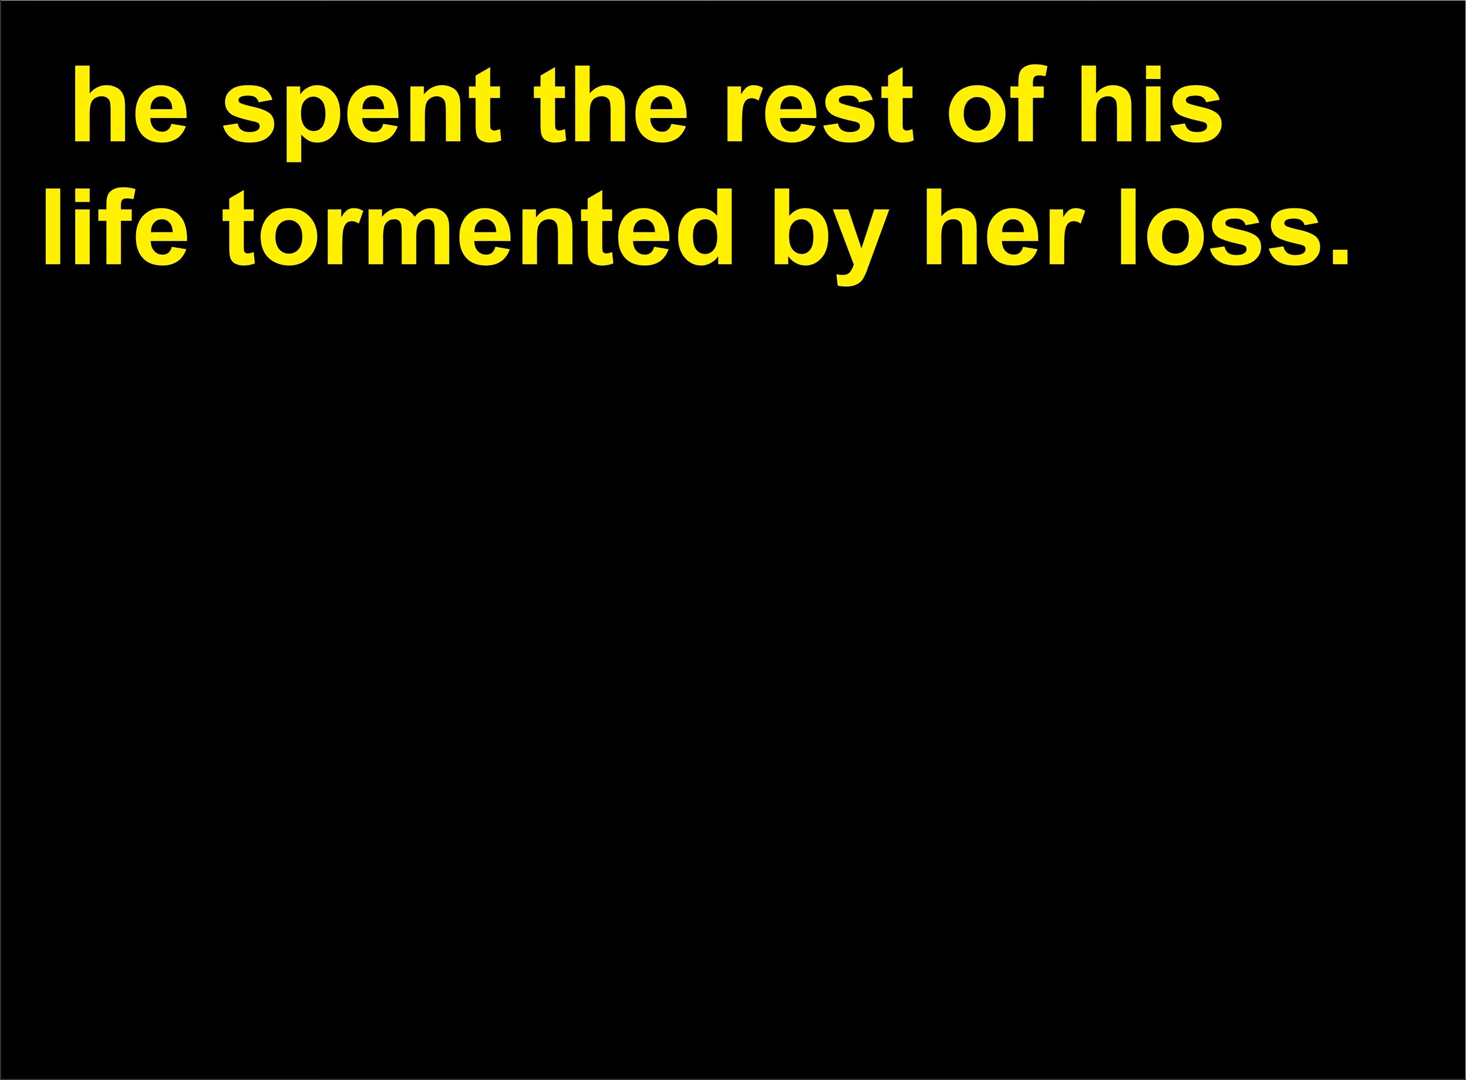 he spent the rest of his
life tormented by her loss.